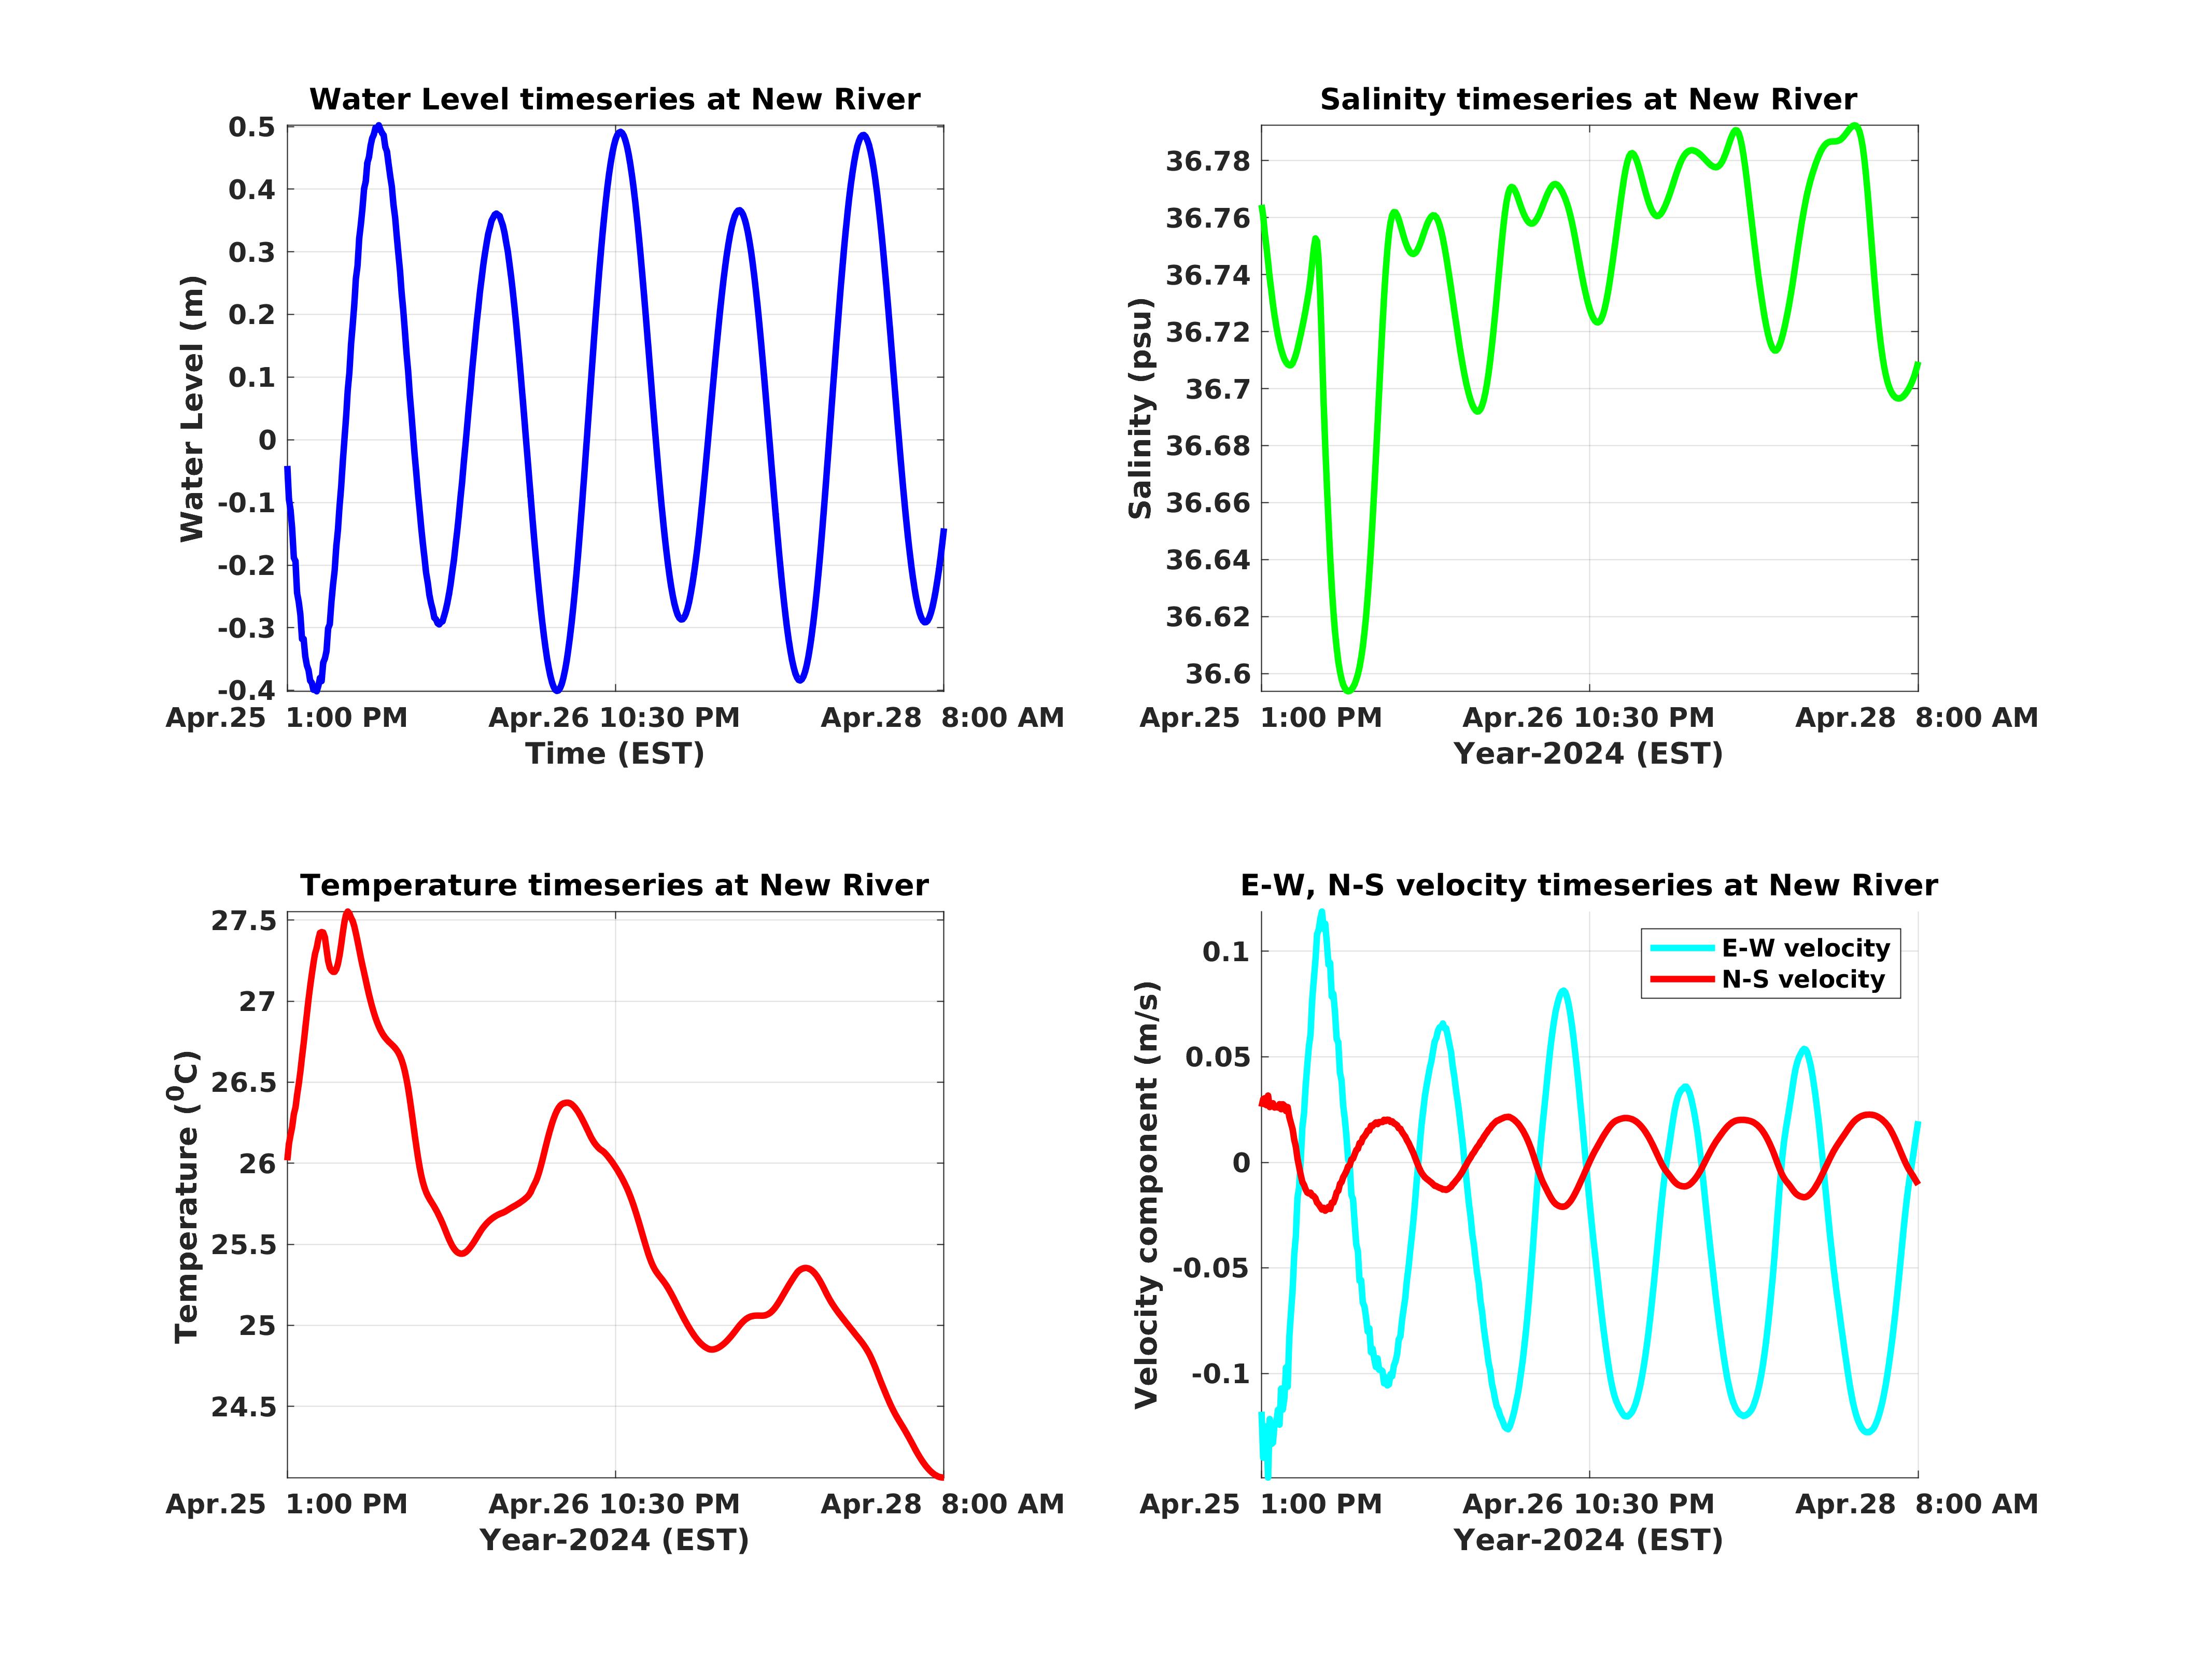 Water Level timeseries at New River
0.5
0.4
0.3
0.2
0.1
0
-0.1
-0.2
-0.3
-0.4
Water Level (m)
Apr.25 1:00 PM Apr.26 10:30 PM Apr.28 8:00 AM
Time (EST)
Salinity timeseries at New River
36.78
36.76
36.74
36.72
36.7
36.68
36.66
36.64
36.62
36.6
Salinity (psu)
Apr.25 1:00 PM Apr.26 10:30 PM Apr.28 8:00 AM
Year-2024 (EST)
Temperature timeseries at New River
27.5
27
26.5
26
25.5
25
24.5
Temperature (⁰C)
Apr.25 1:00 PM Apr.26 10:30 PM Apr.28 8:00 AM
Year-2024 (EST)
E-W, N-S velocity timeseries at New River
E-W velocity
N-S velocity
0.1
0.05
0
-0.05
-0.1
Velocity component (m/s)
Apr.25 1:00 PM Apr.26 10:30 PM Apr.28 8:00 AM
Year-2024 (EST)